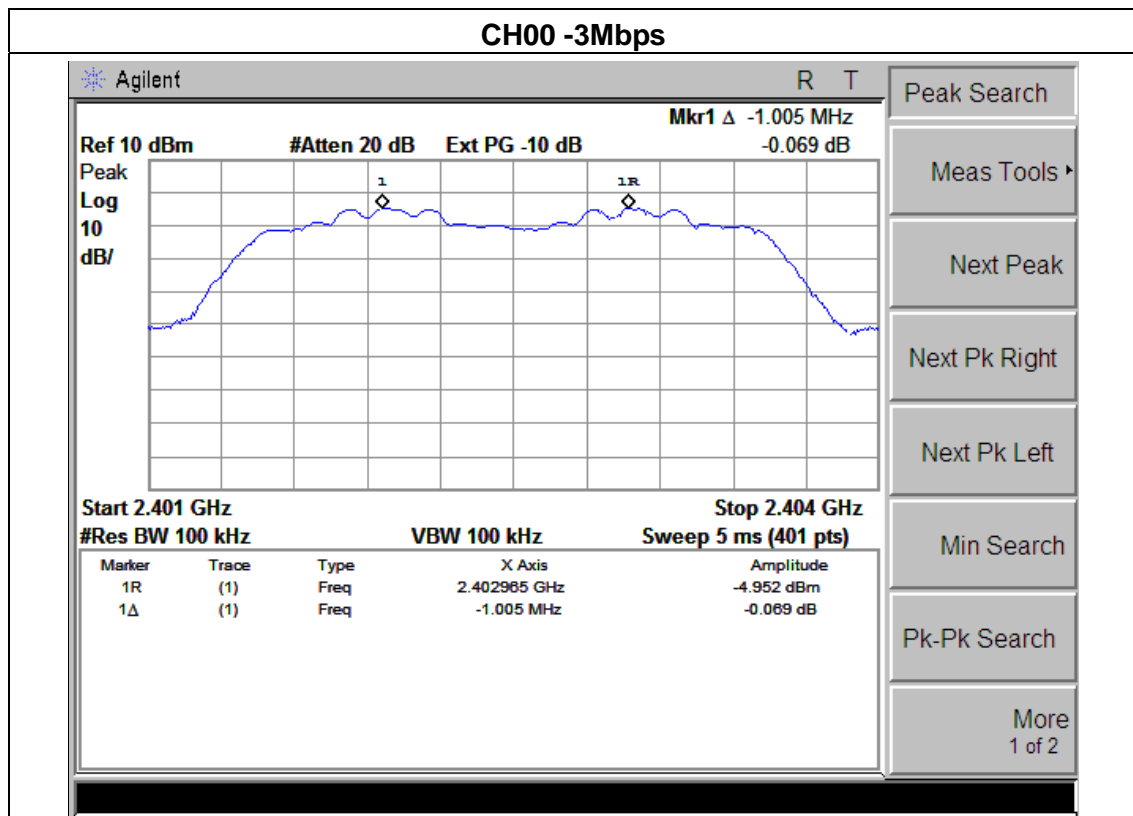 CH00 -3Mbps
Agilent R T
Mkr1 Δ -1.005 MHz
Ref 10 dBm #Atten 20 dB Ext PG -10 dB -0.069 dB
Peak
Log
10
dB/
1 1R
Start 2.401 GHz Stop 2.404 GHz
#Res BW 100 kHz VBW 100 kHz Sweep 5 ms (401 pts)
Marker Trace Type X Axis Amplitude
1R (1) Freq 2.402965 GHz -4.952 dBm
1Δ (1) Freq -1.005 MHz -0.069 dB
Peak Search
Meas Tools
Next Peak
Next Pk Right
Next Pk Left
Min Search
Pk-Pk Search
More
1 of 2